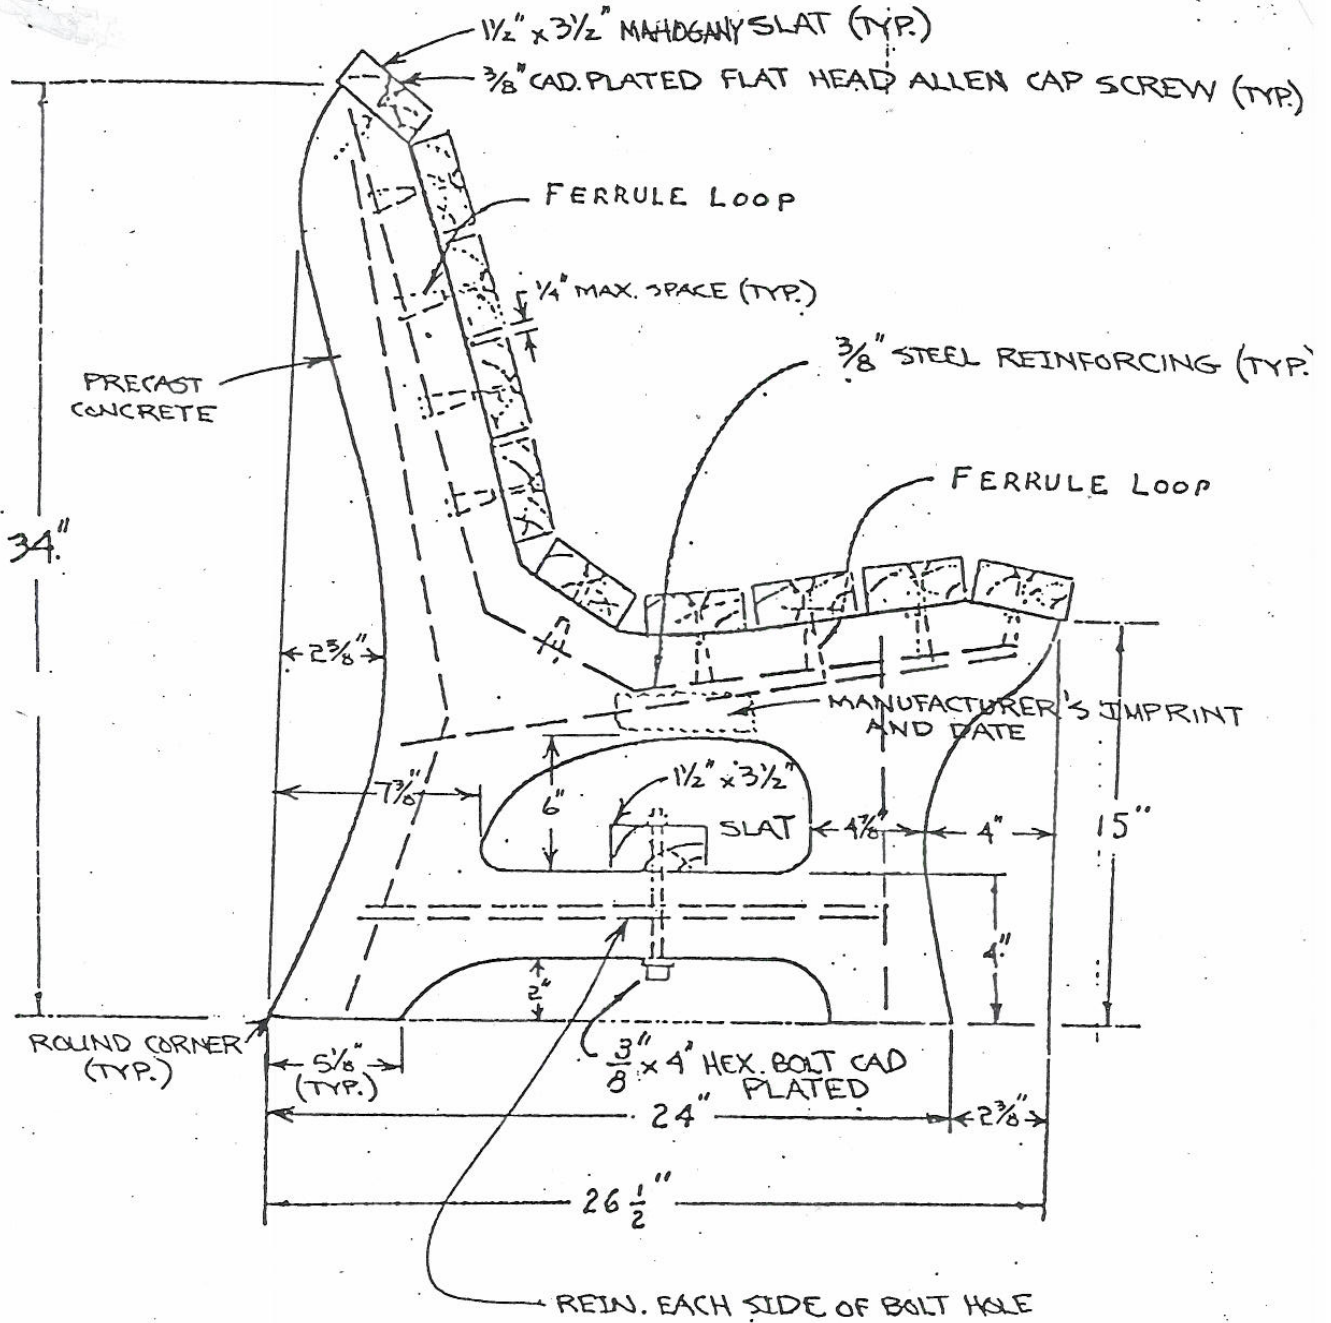 1½" x 3½" MAHOGANY SLAT (TYP.)
3/8" CAD. PLATED FLAT HEAD ALLEN CAP SCREW (TYP.)
FERRULE LOOP
¼" MAX. SPACE (TYP.)
3/8" STEEL REINFORCING (TYP.
PRECAST
CONCRETE
FERRULE LOOP
34"
2⅜"
MANUFACTURER'S IMPRINT
AND DATE
7⅜"
6"
1½" x 3½"
SLAT
4⅞"
4"
15"
4"
2"
ROUND CORNER
(TYP.)
5⅛"
(TYP.)
3/8" x 4" HEX. BOLT CAD
PLATED
24"
2⅜"
26 1/2"
REIN. EACH SIDE OF BOLT HOLE